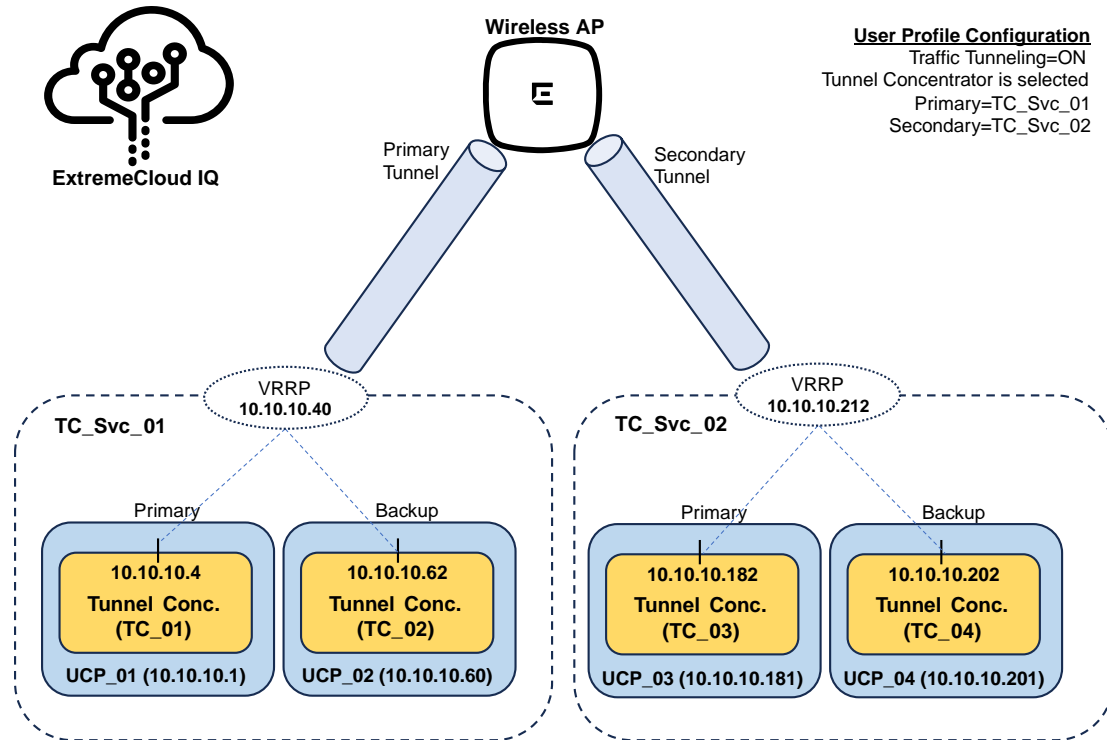 Wireless AP
User Profile Configuration
Traffic Tunneling=ON
Tunnel Concentrator is selected
Primary=TC_Svc_01
Secondary=TC_Svc_02
ExtremeCloud IQ
Primary
Tunnel
Secondary
Tunnel
VRRP
10.10.10.40
TC_Svc_01
Primary
Backup
10.10.10.4
Tunnel Conc.
(TC_01)
UCP_01 (10.10.10.1)
10.10.10.62
Tunnel Conc.
(TC_02)
UCP_02 (10.10.10.60)
VRRP
10.10.10.212
TC_Svc_02
Primary
Backup
10.10.10.182
Tunnel Conc.
(TC_03)
UCP_03 (10.10.10.181)
10.10.10.202
Tunnel Conc.
(TC_04)
UCP_04 (10.10.10.201)